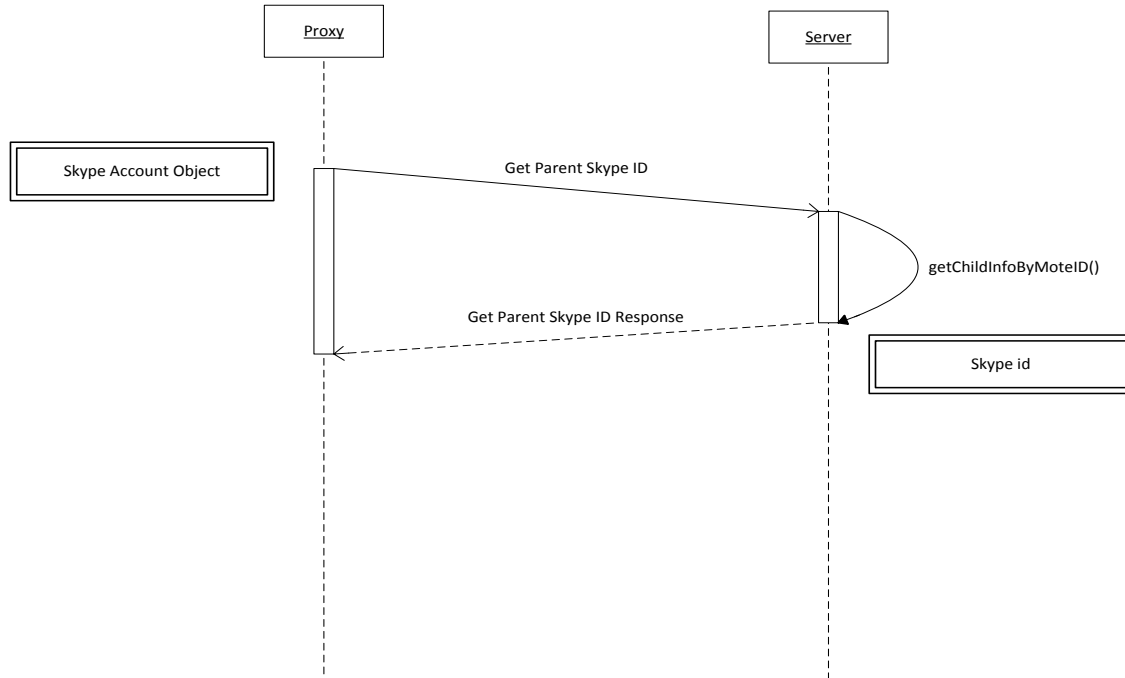 Proxy
Server
Skype Account Object
Get Parent Skype ID
getChildInfoByMoteID()
Get Parent Skype ID Response
Skype id